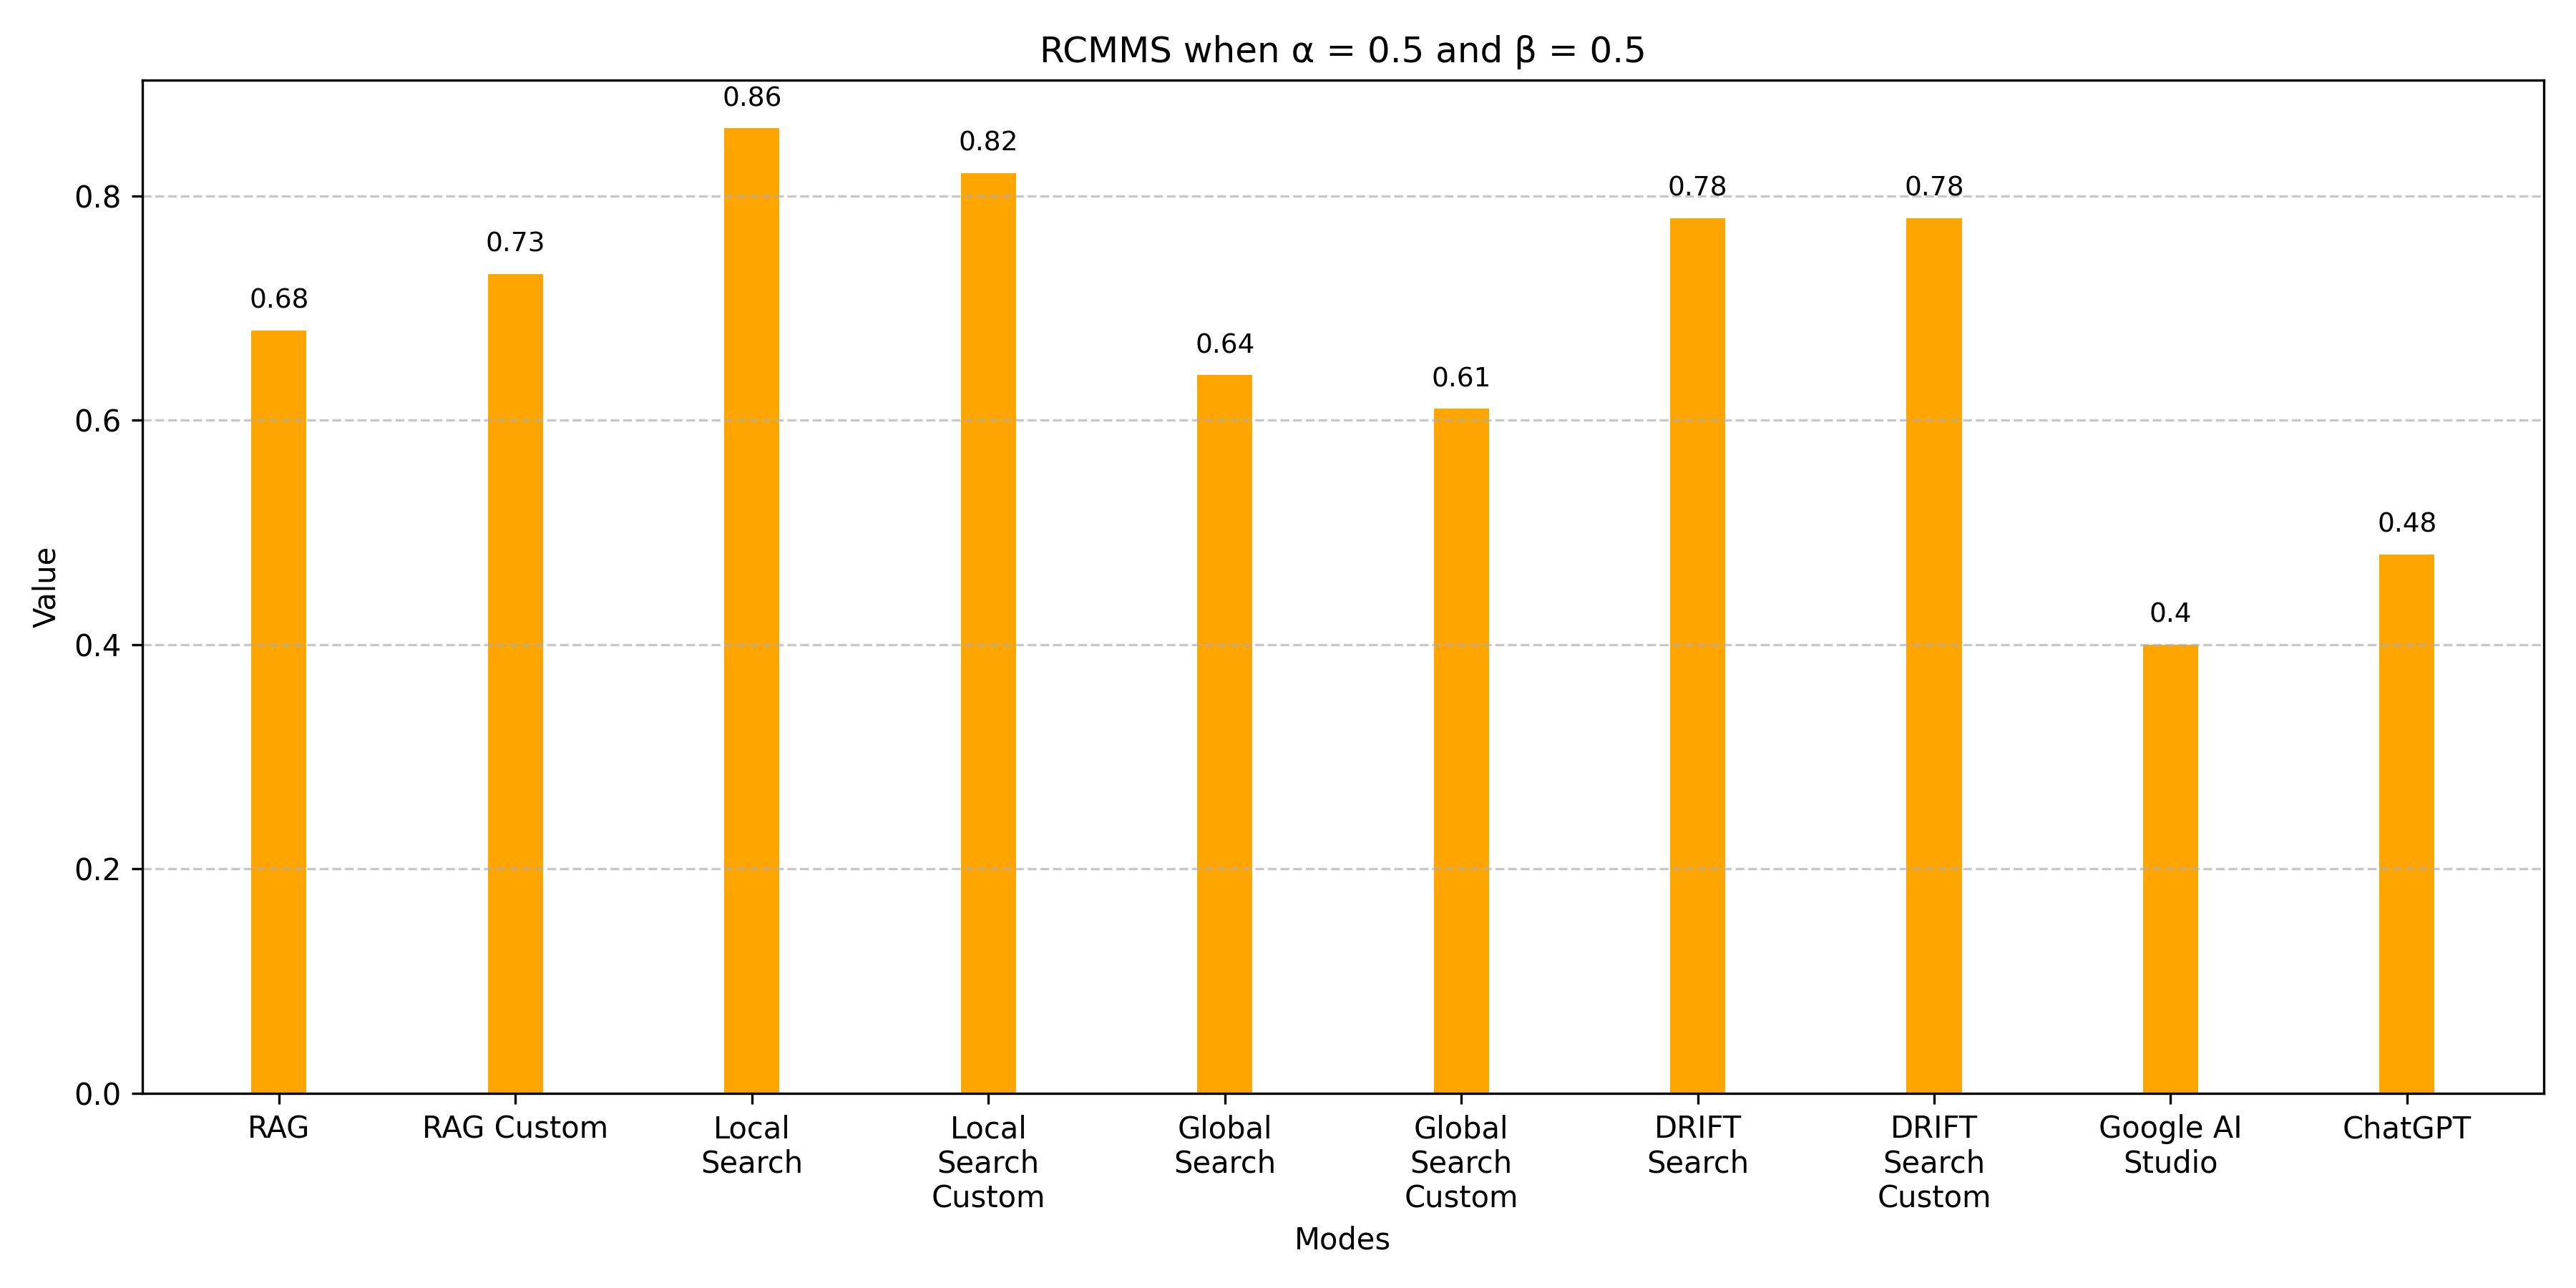 RCMMS when α = 0.5 and β = 0.5
0.86
0.82
0.8
0.78
0.78
0.73
0.68
0.64
0.61
0.6
0.48
0.4
0.4
0.2
0.0
Value
RAG
RAG Custom
Local
Search
Local
Search
Custom
Global
Search
Global
Search
Custom
DRIFT
Search
DRIFT
Search
Custom
Google AI
Studio
ChatGPT
Modes